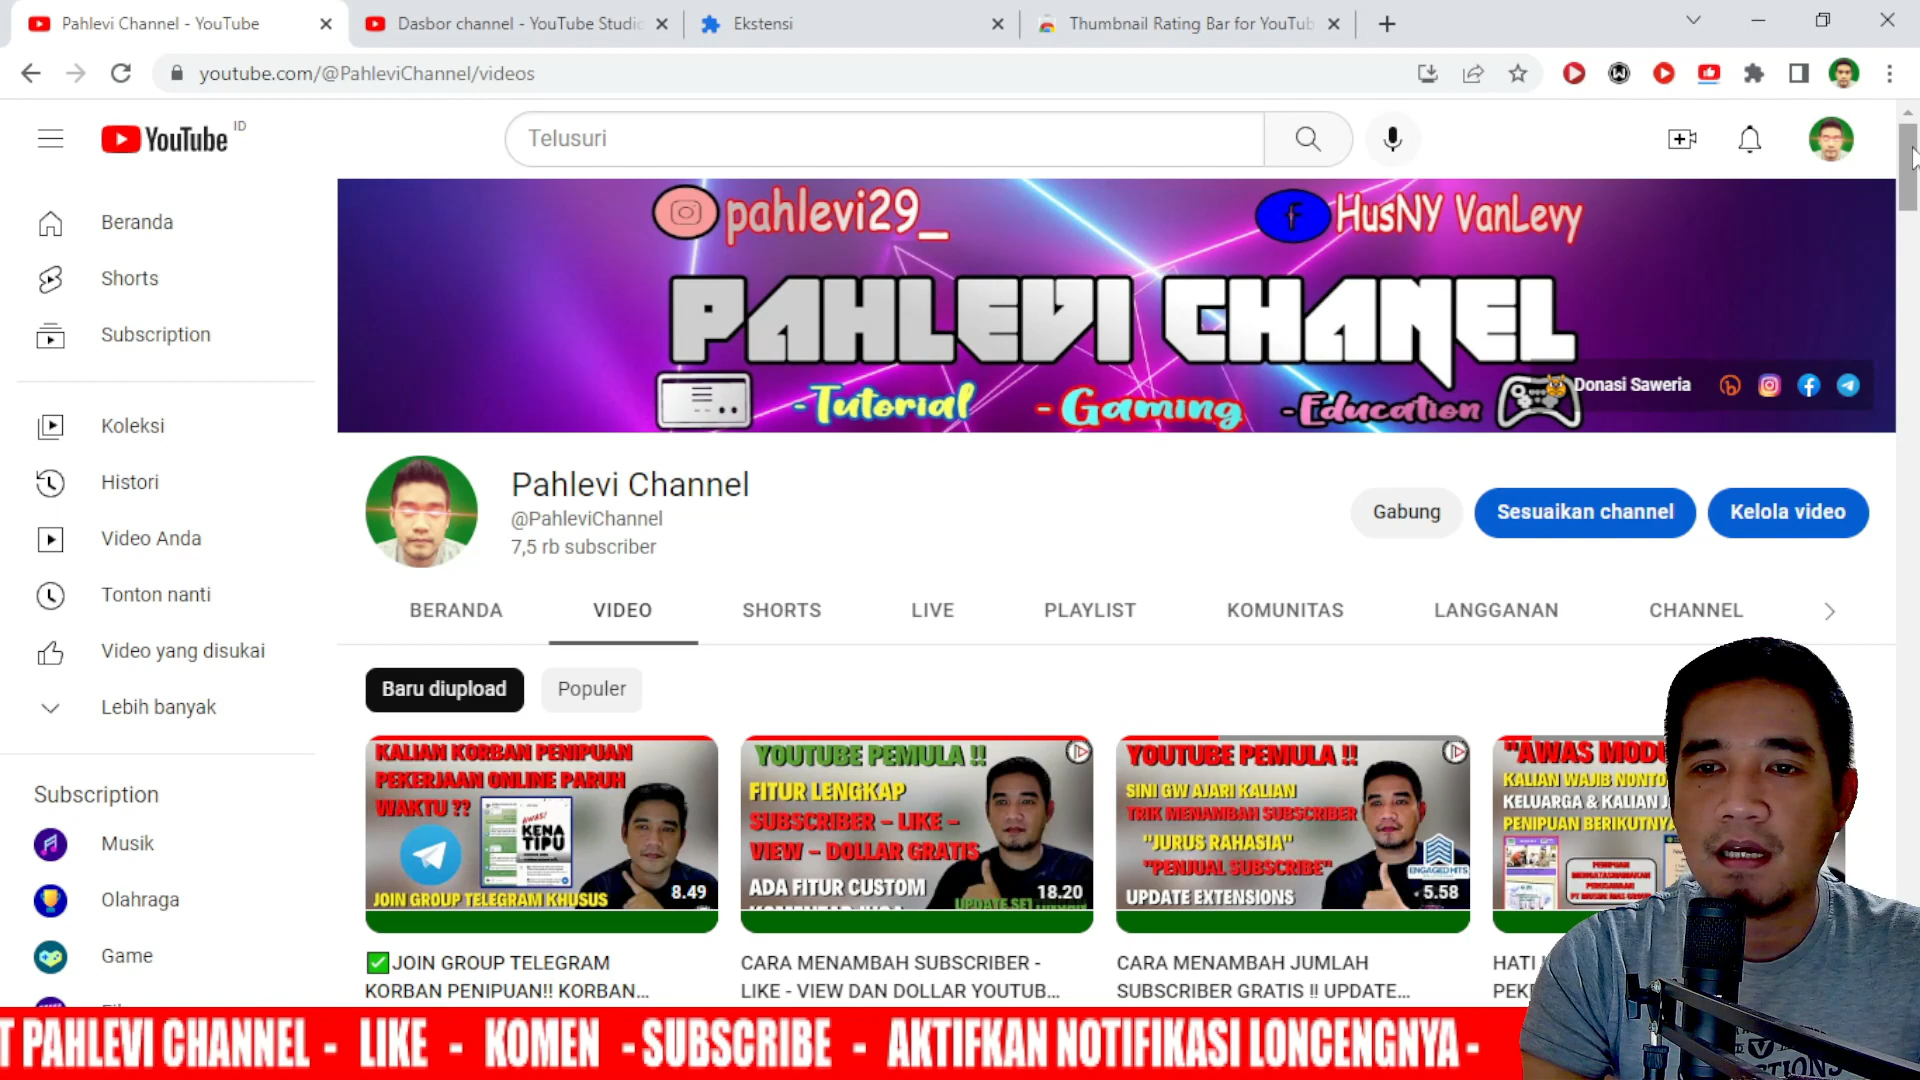 Pahlevi Channel - YouTube
Dasbor channel - YouTube Studio
Ekstensi
Thumbnail Rating Bar for YouTub
youtube.com/@PahleviChannel/videos
YouTube ID
Telusuri
Beranda
Shorts
Subscription
Koleksi
Histori
Video Anda
Tonton nanti
Video yang disukai
Lebih banyak
Subscription
Musik
Olahraga
Game
pahlevi29_
HusNY VanLevy
PAHLEVI CHANEL
-Tutorial
- Gaming
- Education
Donasi Saweria
Pahlevi Channel
@PahleviChannel
7,5 rb subscriber
Gabung
Sesuaikan channel
Kelola video
BERANDA
VIDEO
SHORTS
LIVE
PLAYLIST
KOMUNITAS
LANGGANAN
CHANNEL
Baru diupload
Populer
KALIAN KORBAN PENIPUAN
PEKERJAAN ONLINE PARUH
WAKTU ??
AWAS!
KENA
TIPU
JOIN GROUP TELEGRAM KHUSUS
8.49
JOIN GROUP TELEGRAM
KORBAN PENIPUAN!! KORBAN...
YOUTUBE PEMULA !!
FITUR LENGKAP
SUBSCRIBER – LIKE –
VIEW – DOLLAR GRATIS
ADA FITUR CUSTOM
18.20
CARA MENAMBAH SUBSCRIBER -
LIKE - VIEW DAN DOLLAR YOUTUB...
YOUTUBE PEMULA !!
SINI GW AJARI KALIAN
TRIK MENAMBAH SUBSCRIBER
"JURUS RAHASIA"
"PENJUAL SUBSCRIBE"
UPDATE EXTENSIONS
ENGAGED HITS
5.58
CARA MENAMBAH JUMLAH
SUBSCRIBER GRATIS !! UPDATE...
"AWAS MODU
KALIAN WAJIB NONTO
KELUARGA & KALIAN J
PENIPUAN BERIKUTNYA
HATI
PEK
T PAHLEVI CHANNEL - LIKE - KOMEN - SUBSCRIBE - AKTIFKAN NOTIFIKASI LONCENGNYA -